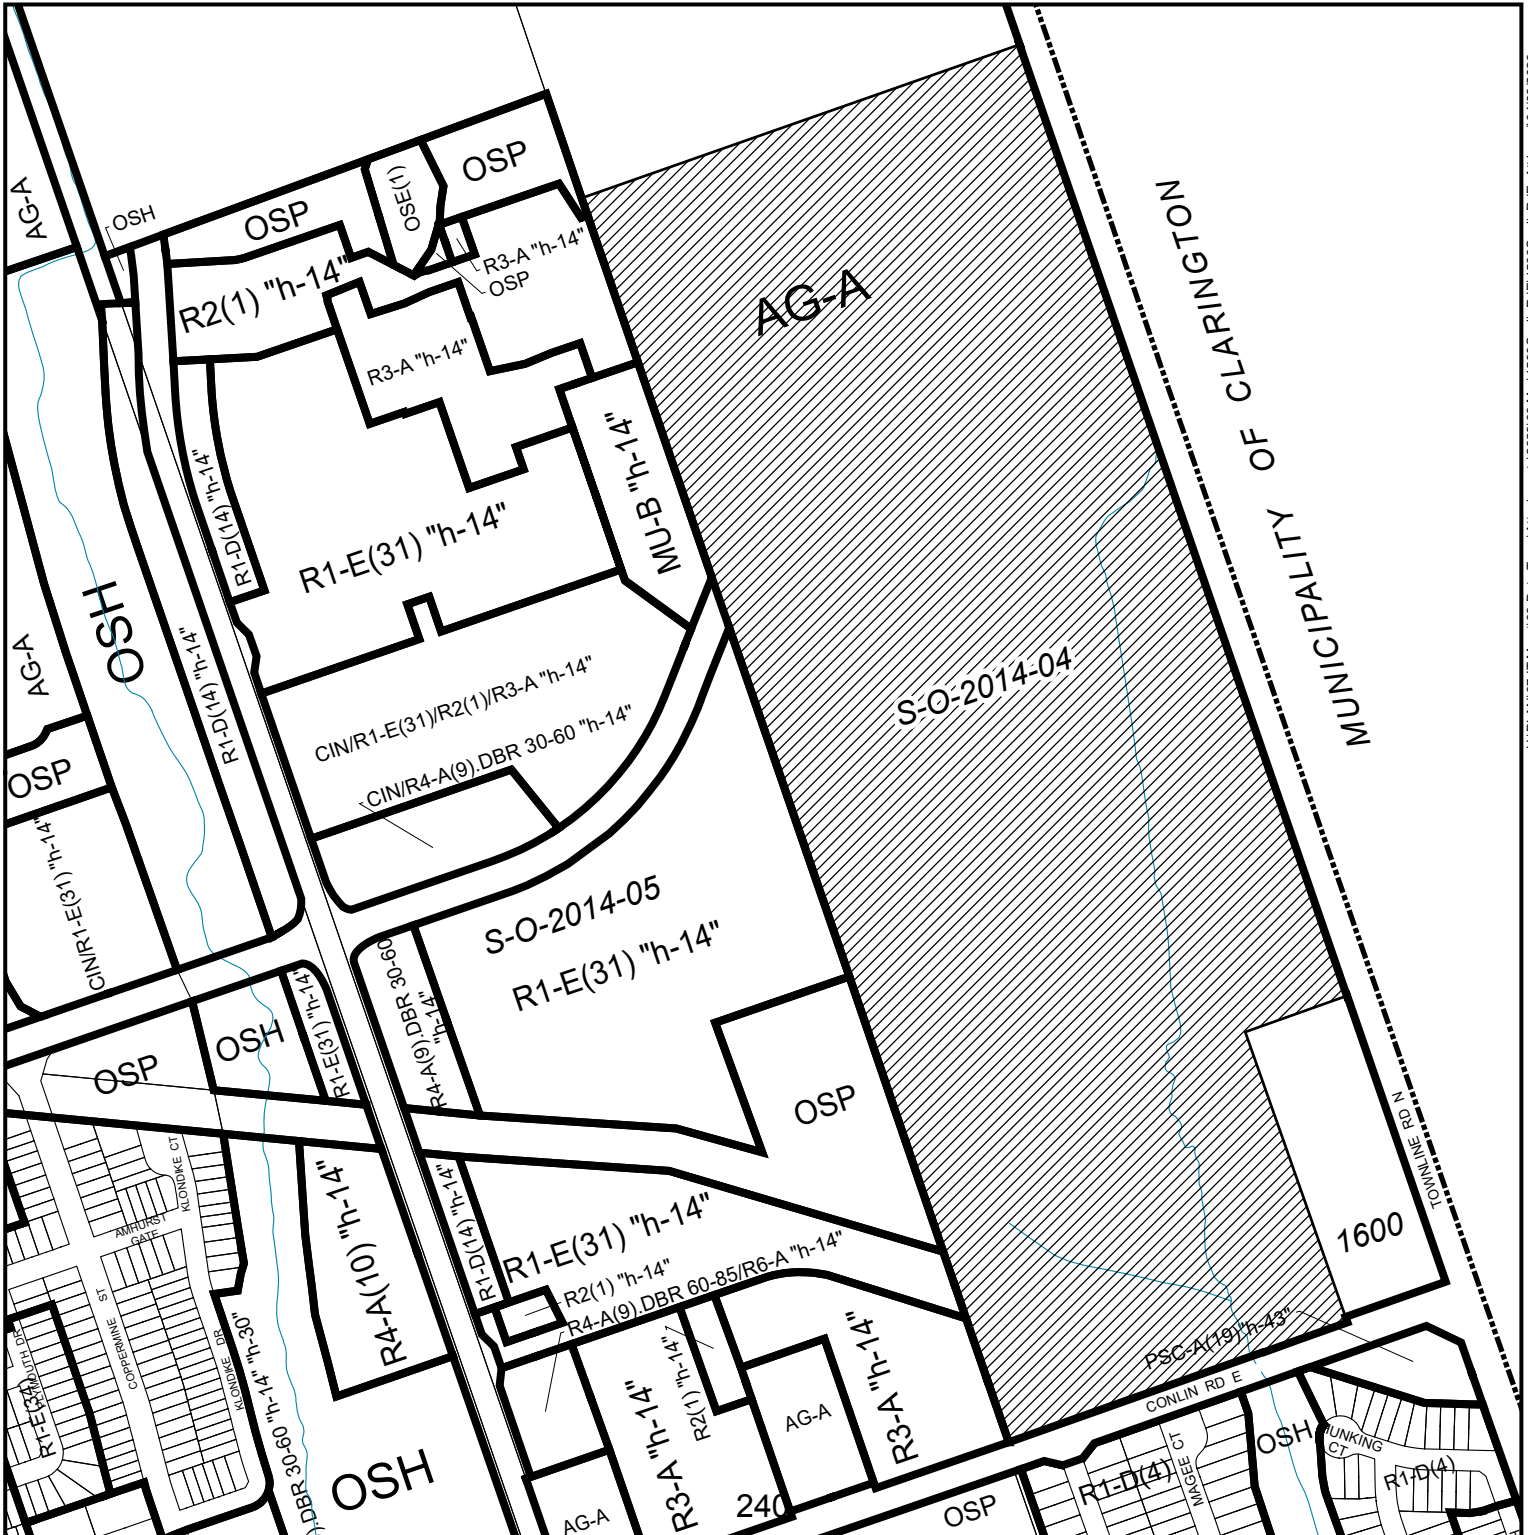 AG-A
OSH
OSP
OSE(1)
OSP
R2(1) "h-14"
R3-A "h-14"
OSP
AG-A
MUNICIPALITY OF CLARINGTON
R3-A "h-14"
R1-D(14)"h-14"
MU-B "h-14"
R1-E(31) "h-14"
OSH
AG-A
R1-D(14) "h-14"
CIN/R1-E(31)/R2(1)/R3-A "h-14"
CIN/R4-A(9).DBR 30-60 "h-14"
S-O-2014-04
OSP
CIN/R1-E(31) "h-14"
S-O-2014-05
R1-E(31) "h-14"
R4-A(9).DBR 30-60
"h-14"
OSP
OSH
R1-E(31) "h-14"
OSP
KLONDIKE CT
AMHURST
GATE
R4-A(10) "h-14"
R1-D(14) "h-14"
R1-E(31) "h-14"
R2(1) "h-14"
R4-A(9).DBR 60-85/R6-A "h-14"
1600
TOWNLINE RD N
COPPERMINE ST
KLONDIKE DR
R1-E(34)
).DBR 30-60 "h-14" "h-30"
OSH
R3-A "h-14"
R2(1) "h-14"
AG-A
R3-A "h-14"
PSC-A(19)"h-43"
CONLIN RD E
AG-A
240
OSP
R1-D(4)
MAGEE CT
OSH
MUNKING
CT
R1-D(4)